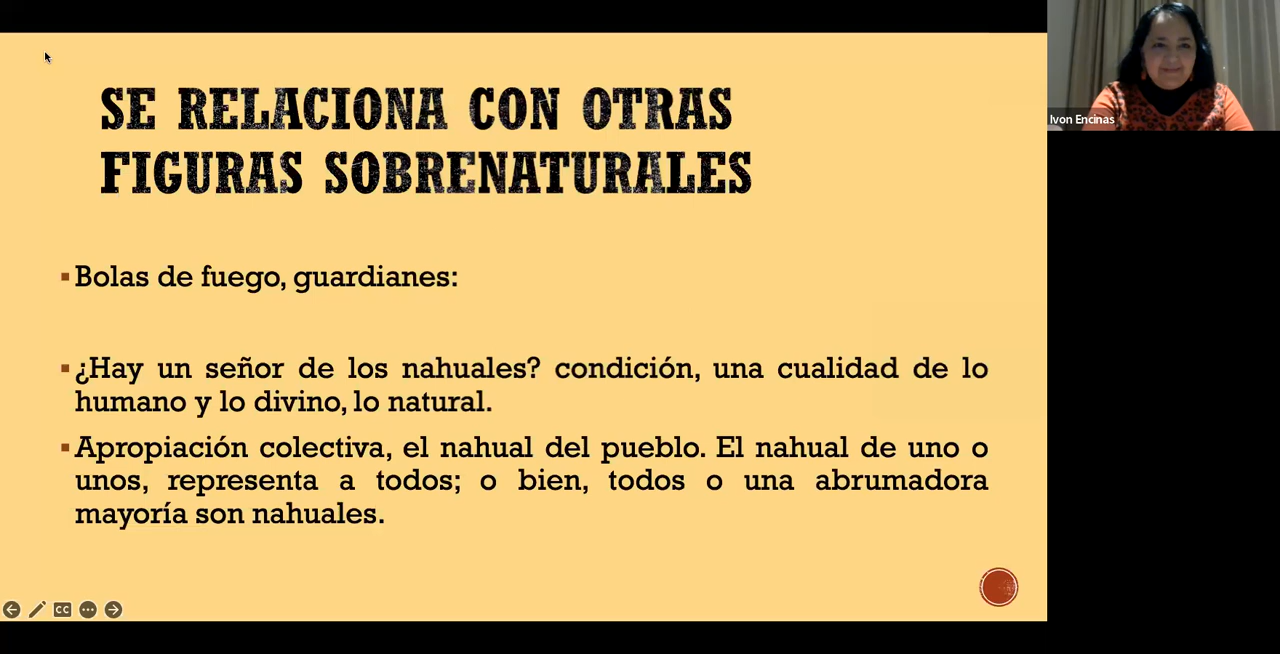 SE RELACIONA CON OTRAS
FIGURAS SOBRENATURALES
Ivon Encinas
Bolas de fuego, guardianes:
¿Hay un señor de los nahuales? condición, una cualidad de lo
humano y lo divino, lo natural.
Apropiación colectiva, el nahual del pueblo. El nahual de uno o
unos, representa a todos; o bien, todos o una abrumadora
mayoría son nahuales.
CC